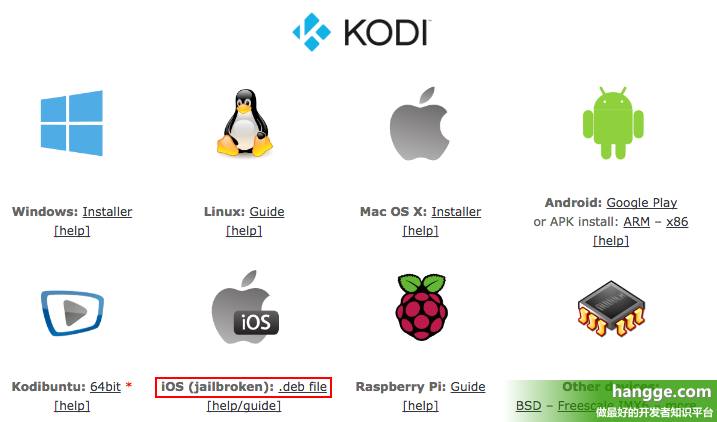 KODI
Windows: Installer
[help]
Linux: Guide
[help]
Mac OS X: Installer
[help]
Android: Google Play
or APK install: ARM – x86
[help]
iOS
Kodibuntu: 64bit *
[help]
iOS (jailbroken): .deb file
[help/guide]
Raspberry Pi: Guide
[help]
Other devices:
BSD – Freescale IMX6 – more
hangge.com
做最好的开发者知识平台